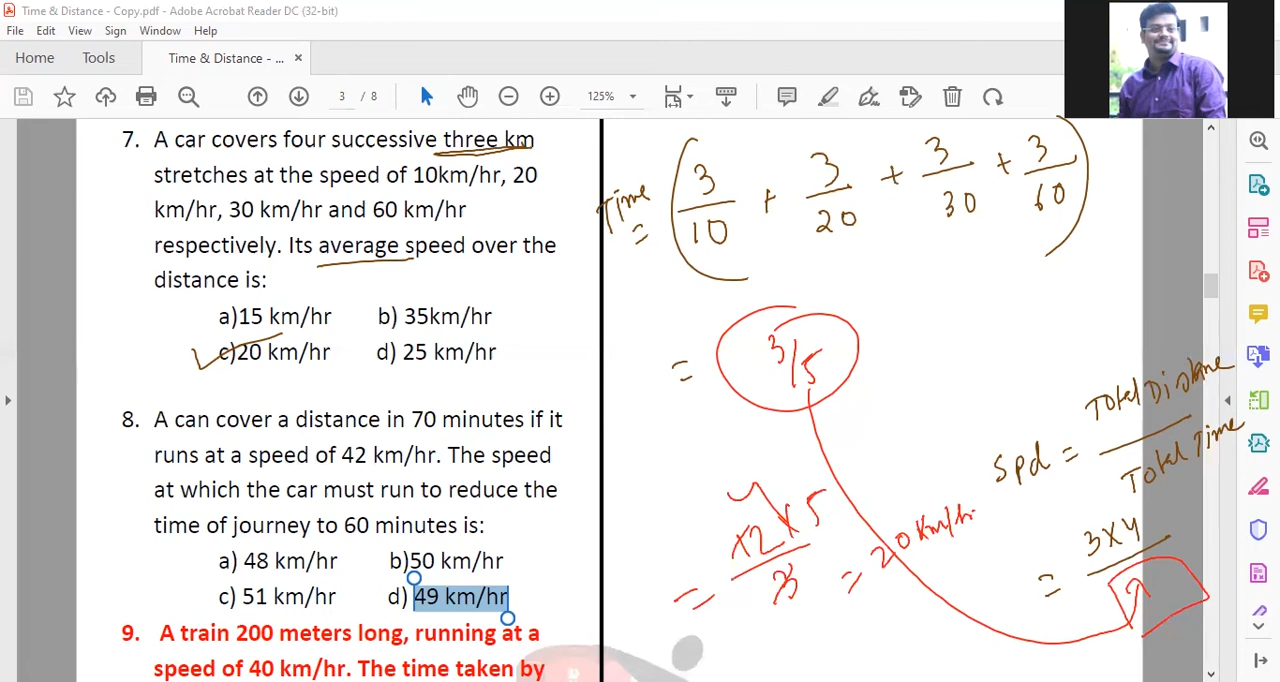 Time & Distance - Copy.pdf - Adobe Acrobat Reader DC (32-bit)
File Edit View Sign Window Help
Home Tools Time & Distance - ... ×
3 / 8 125%
7. A car covers four successive three km
stretches at the speed of 10km/hr, 20
km/hr, 30 km/hr and 60 km/hr
respectively. Its average speed over the
distance is:
a)15 km/hr b) 35km/hr
c)20 km/hr d) 25 km/hr
8. A can cover a distance in 70 minutes if it
runs at a speed of 42 km/hr. The speed
at which the car must run to reduce the
time of journey to 60 minutes is:
a) 48 km/hr b)50 km/hr
c) 51 km/hr d) 49 km/hr
9. A train 200 meters long, running at a
speed of 40 km/hr. The time taken by
Time = (3/10 + 3/20 + 3/30 + 3/60)
= 3/5
Spd = Total Distane / Total Time
= 3×4
= 20 Km/hr